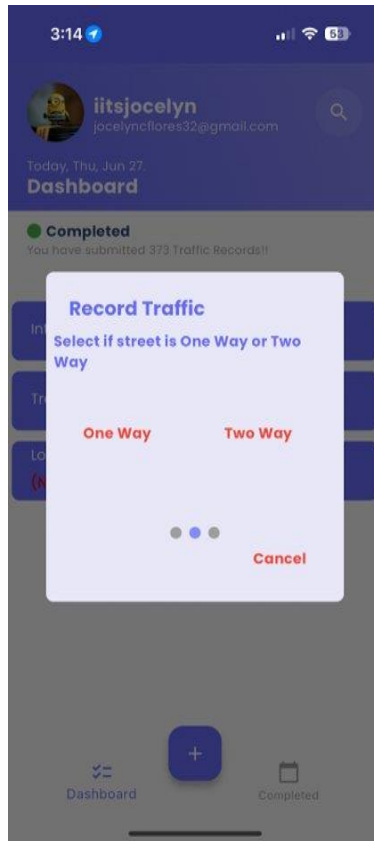 3:14
53
iitsjocelyn
jocelyncflores32@gmail.com
Today, Thu, Jun 27.
Dashboard
Completed
You have submitted 373 Traffic Records!!
Record Traffic
Select if street is One Way or Two
Way
One Way Two Way
Cancel
+
Dashboard Completed